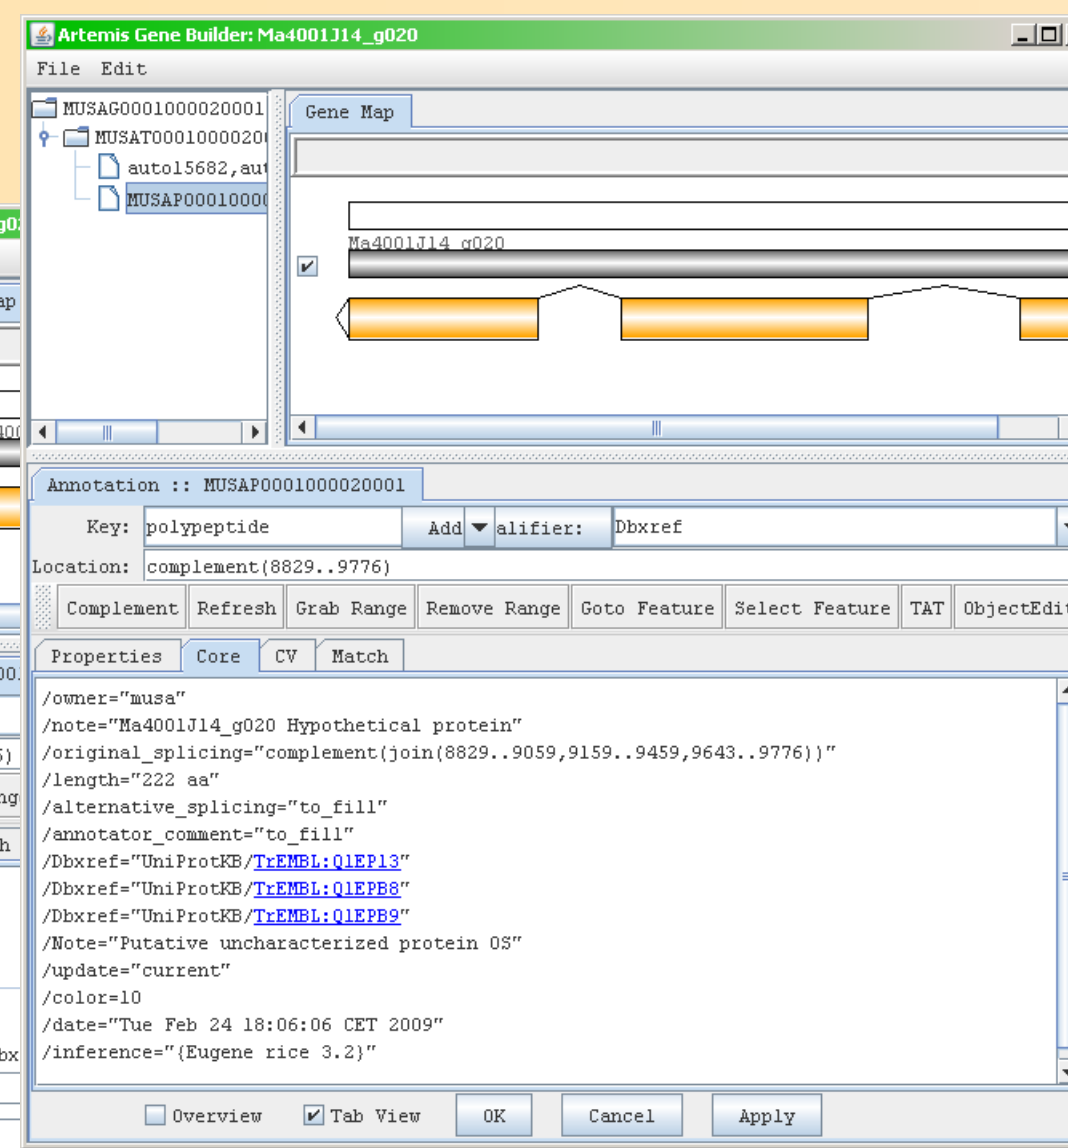 Artemis Gene Builder: Ma4001J14_g020
File Edit
MUSAG0001000020001
MUSAT000100002
auto15682,aut
MUSAP0001000
Gene Map
Ma4001J14_g020
Annotation :: MUSAP0001000020001
Key: polypeptide Add alifier: Dbxref
Location: complement(8829..9776)
Complement Refresh Grab Range Remove Range Goto Feature Select Feature TAT ObjectEdit
Properties Core CV Match
/owner="musa"
/note="Ma4001J14_g020 Hypothetical protein"
/original_splicing="complement(join(8829..9059,9159..9459,9643..9776))"
/length="222 aa"
/alternative_splicing="to_fill"
/annotator_comment="to_fill"
/Dbxref="UniProtKB/TrEMBL:Q1EP13"
/Dbxref="UniProtKB/TrEMBL:Q1EPB8"
/Dbxref="UniProtKB/TrEMBL:Q1EPB9"
/Note="Putative uncharacterized protein OS"
/update="current"
/color=10
/date="Tue Feb 24 18:06:06 CET 2009"
/inference="{Eugene rice 3.2}"
Overview Tab View OK Cancel Apply